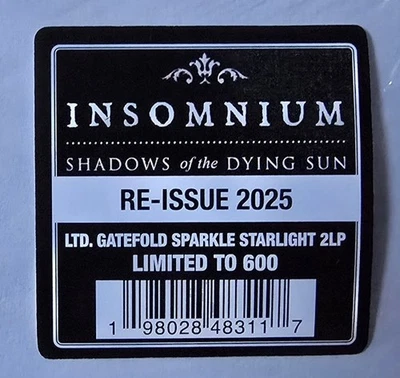 INSOMNIUM
SHADOWS of the DYING SUN
RE-ISSUE 2025
LTD. GATEFOLD SPARKLE STARLIGHT 2LP
LIMITED TO 600
1 98028 48311 7